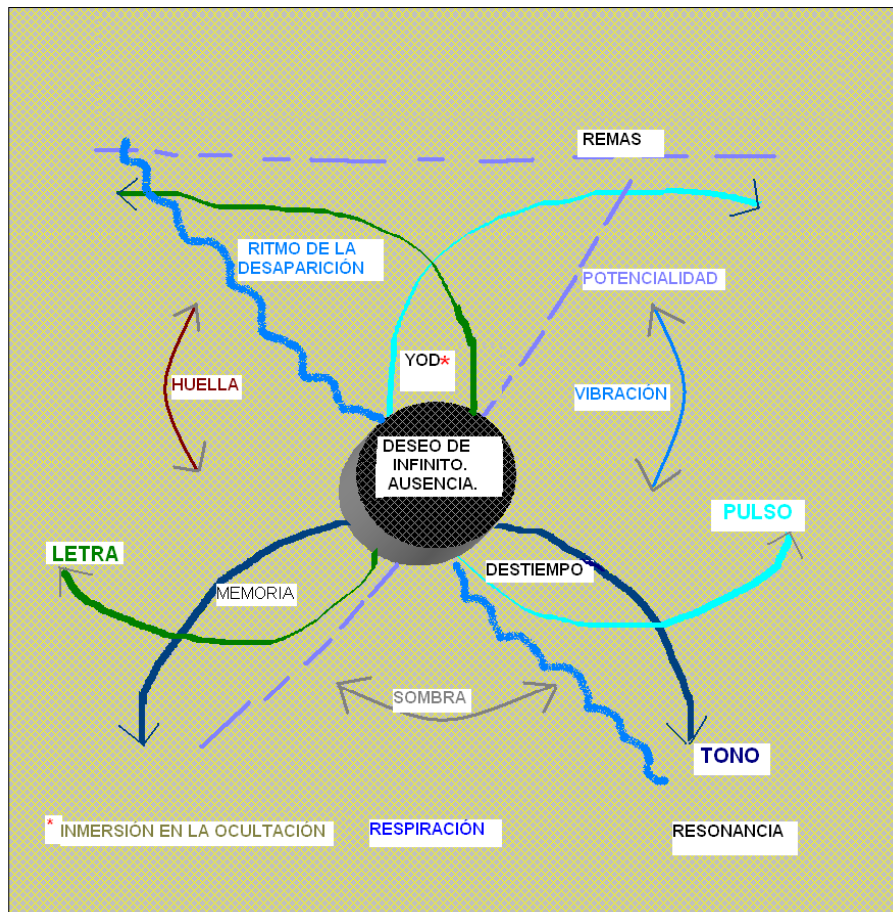 REMAS
RITMO DE LA
DESAPARICIÓN
POTENCIALIDAD
YOD*
HUELLA
VIBRACIÓN
DESEO DE
INFINITO.
AUSENCIA.
PULSO
LETRA
DESTIEMPO
MEMORIA
SOMBRA
TONO
* INMERSIÓN EN LA OCULTACIÓN
RESPIRACIÓN
RESONANCIA